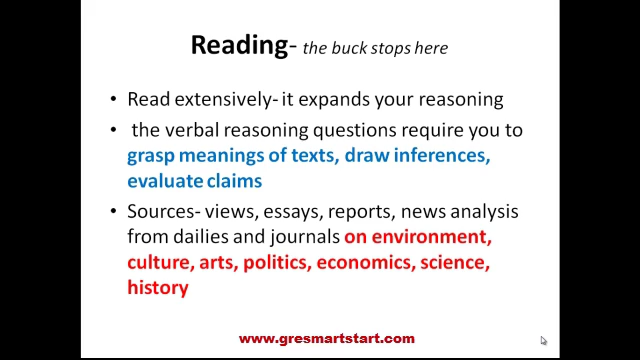 Reading- the buck stops here
• Read extensively- it expands your reasoning
• the verbal reasoning questions require you to
grasp meanings of texts, draw inferences,
evaluate claims
• Sources- views, essays, reports, news analysis
from dailies and journals on environment,
culture, arts, politics, economics, science,
history
www.gresmartstart.com